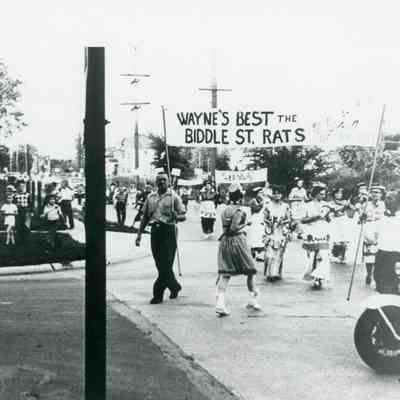 WAYNE'S BEST THE
BIDDLE ST. RATS